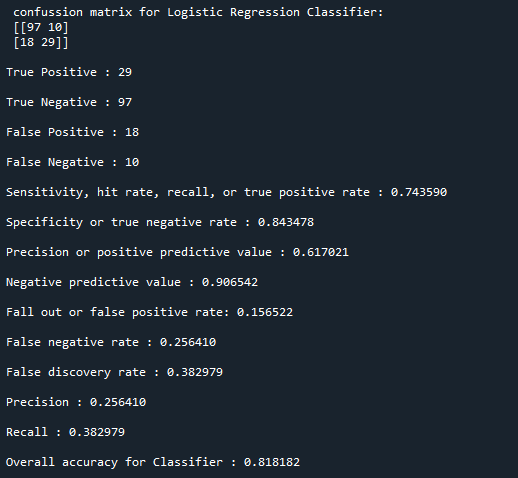 confussion matrix for Logistic Regression Classifier:
[[97 10]
[18 29]]
True Positive : 29
True Negative : 97
False Positive : 18
False Negative : 10
Sensitivity, hit rate, recall, or true positive rate : 0.743590
Specificity or true negative rate : 0.843478
Precision or positive predictive value : 0.617021
Negative predictive value : 0.906542
Fall out or false positive rate: 0.156522
False negative rate : 0.256410
False discovery rate : 0.382979
Precision : 0.256410
Recall : 0.382979
Overall accuracy for Classifier : 0.818182